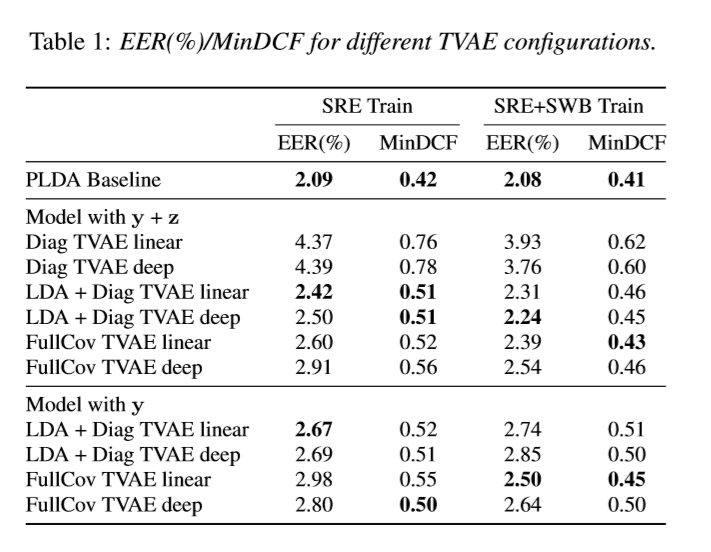 Table 1: EER(%)/MinDCF for different TVAE configurations.
SRE Train SRE+SWB Train
EER(%) MinDCF EER(%) MinDCF
PLDA Baseline 2.09 0.42 2.08 0.41
Model with y + z
Diag TVAE linear 4.37 0.76 3.93 0.62
Diag TVAE deep 4.39 0.78 3.76 0.60
LDA + Diag TVAE linear 2.42 0.51 2.31 0.46
LDA + Diag TVAE deep 2.50 0.51 2.24 0.45
FullCov TVAE linear 2.60 0.52 2.39 0.43
FullCov TVAE deep 2.91 0.56 2.54 0.46
Model with y
LDA + Diag TVAE linear 2.67 0.52 2.74 0.51
LDA + Diag TVAE deep 2.69 0.51 2.85 0.50
FullCov TVAE linear 2.98 0.55 2.50 0.45
FullCov TVAE deep 2.80 0.50 2.64 0.50